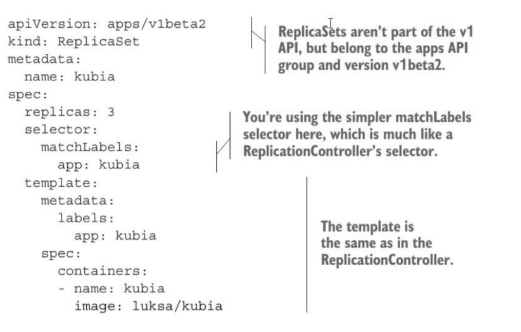 apiVersion: apps/v1beta2
kind: ReplicaSet
metadata:
  name: kubia
spec:
  replicas: 3
  selector:
    matchLabels:
      app: kubia
  template:
    metadata:
      labels:
        app: kubia
    spec:
      containers:
      - name: kubia
        image: luksa/kubia
ReplicaSets aren't part of the v1
API, but belong to the apps API
group and version v1beta2.
You're using the simpler matchLabels
selector here, which is much like a
ReplicationController's selector.
The template is
the same as in the
ReplicationController.